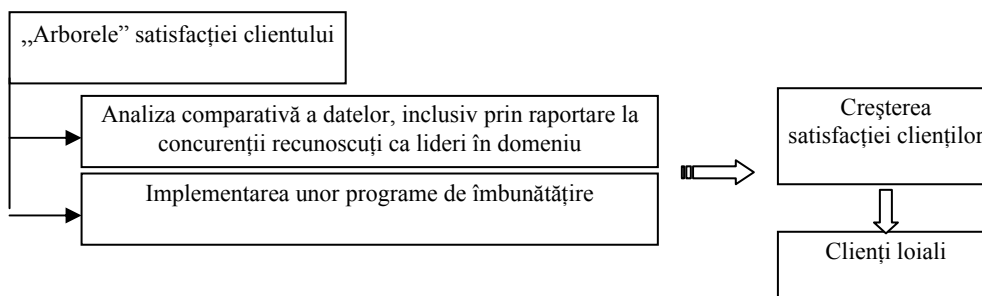 ,,Arborele” satisfacției clientului
Analiza comparativă a datelor, inclusiv prin raportare la
concurenții recunoscuți ca lideri în domeniu
Implementarea unor programe de îmbunătățire
Creşterea
satisfacției clienților
Clienți loiali